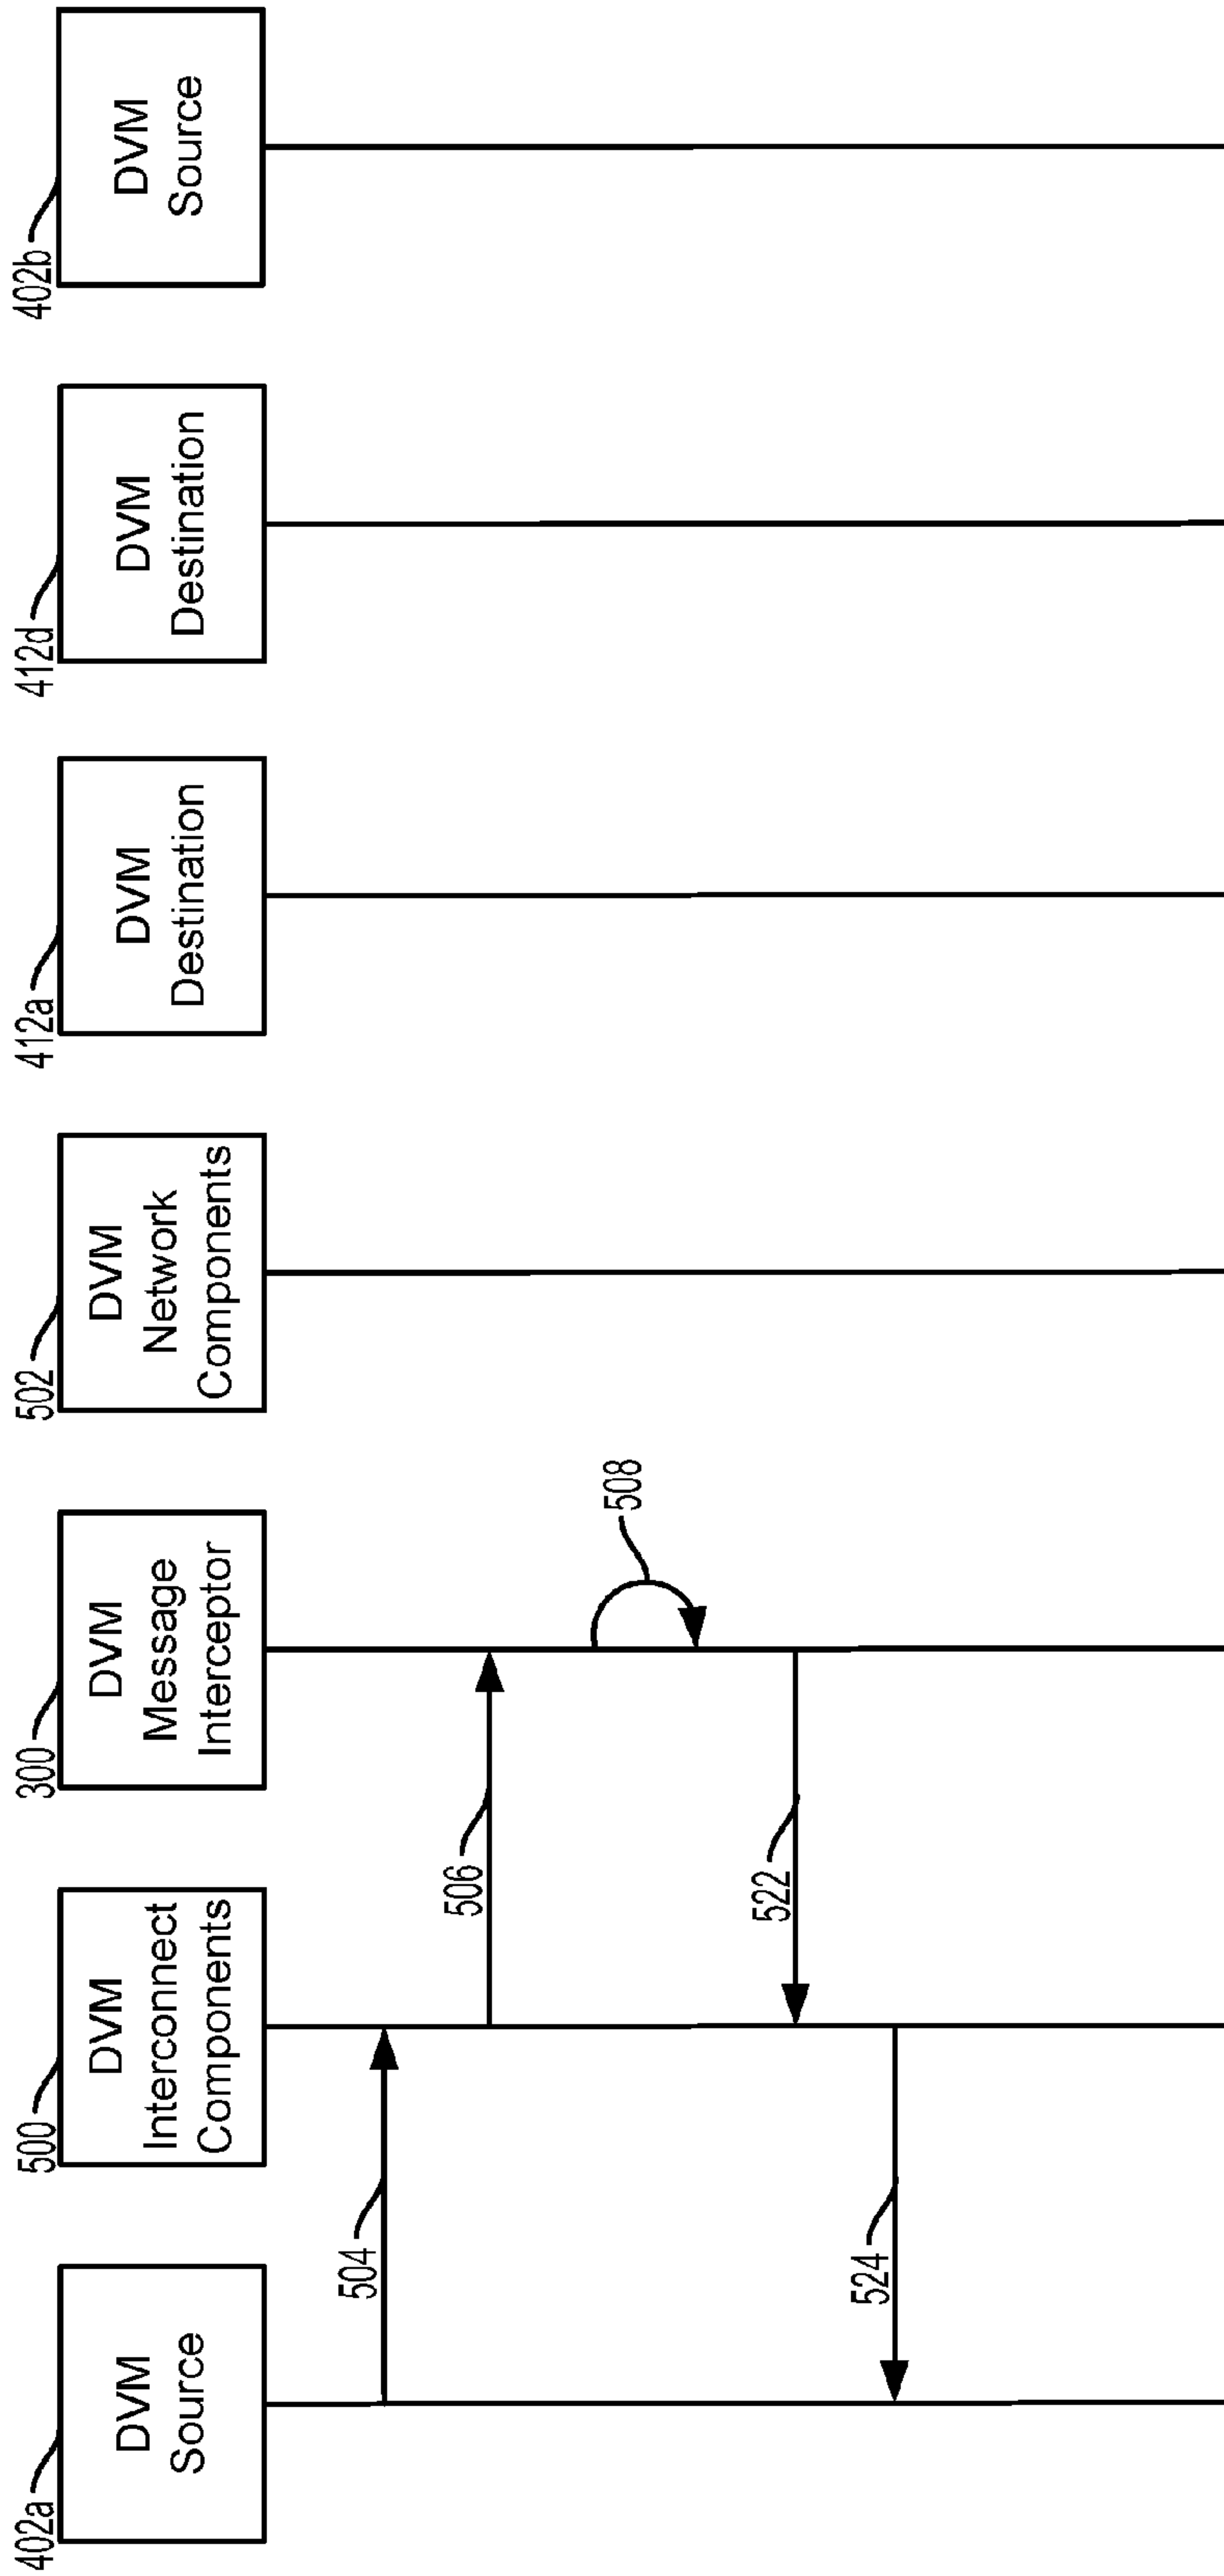 402a
DVM
Source
500
DVM
Interconnect
Components
300
DVM
Message
Interceptor
502
DVM
Network
Components
412a
DVM
Destination
412d
DVM
Destination
402b
DVM
Source
504
506
508
522
524